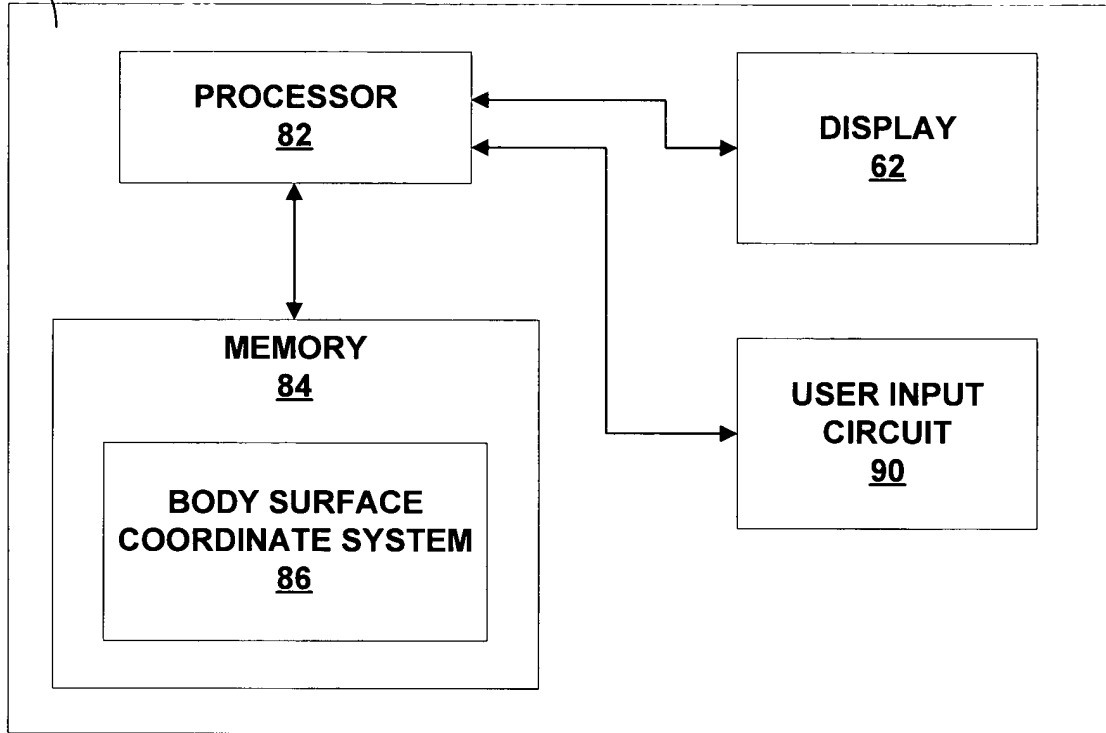 PROCESSOR
82
DISPLAY
62
MEMORY
84
BODY SURFACE
COORDINATE SYSTEM
86
USER INPUT
CIRCUIT
90